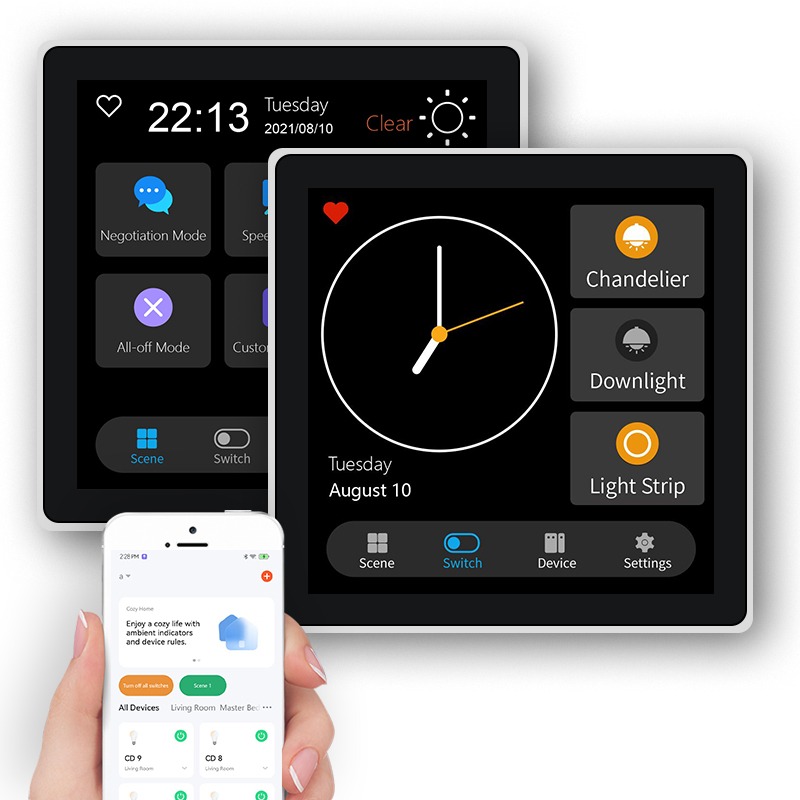 22:13
Tuesday
2021/08/10
Clear
Negotiation Mode
All-off Mode
Scene
Switch
Chandelier
Downlight
Light Strip
Tuesday
August 10
Scene
Switch
Device
Settings
2:28 PM
a
Cozy Home
Enjoy a cozy life with
ambient indicators
and device rules.
Turn off all switches
Scene 1
All Devices Living Room Master Bed
CD 9
Living Room
CD 8
Living Room